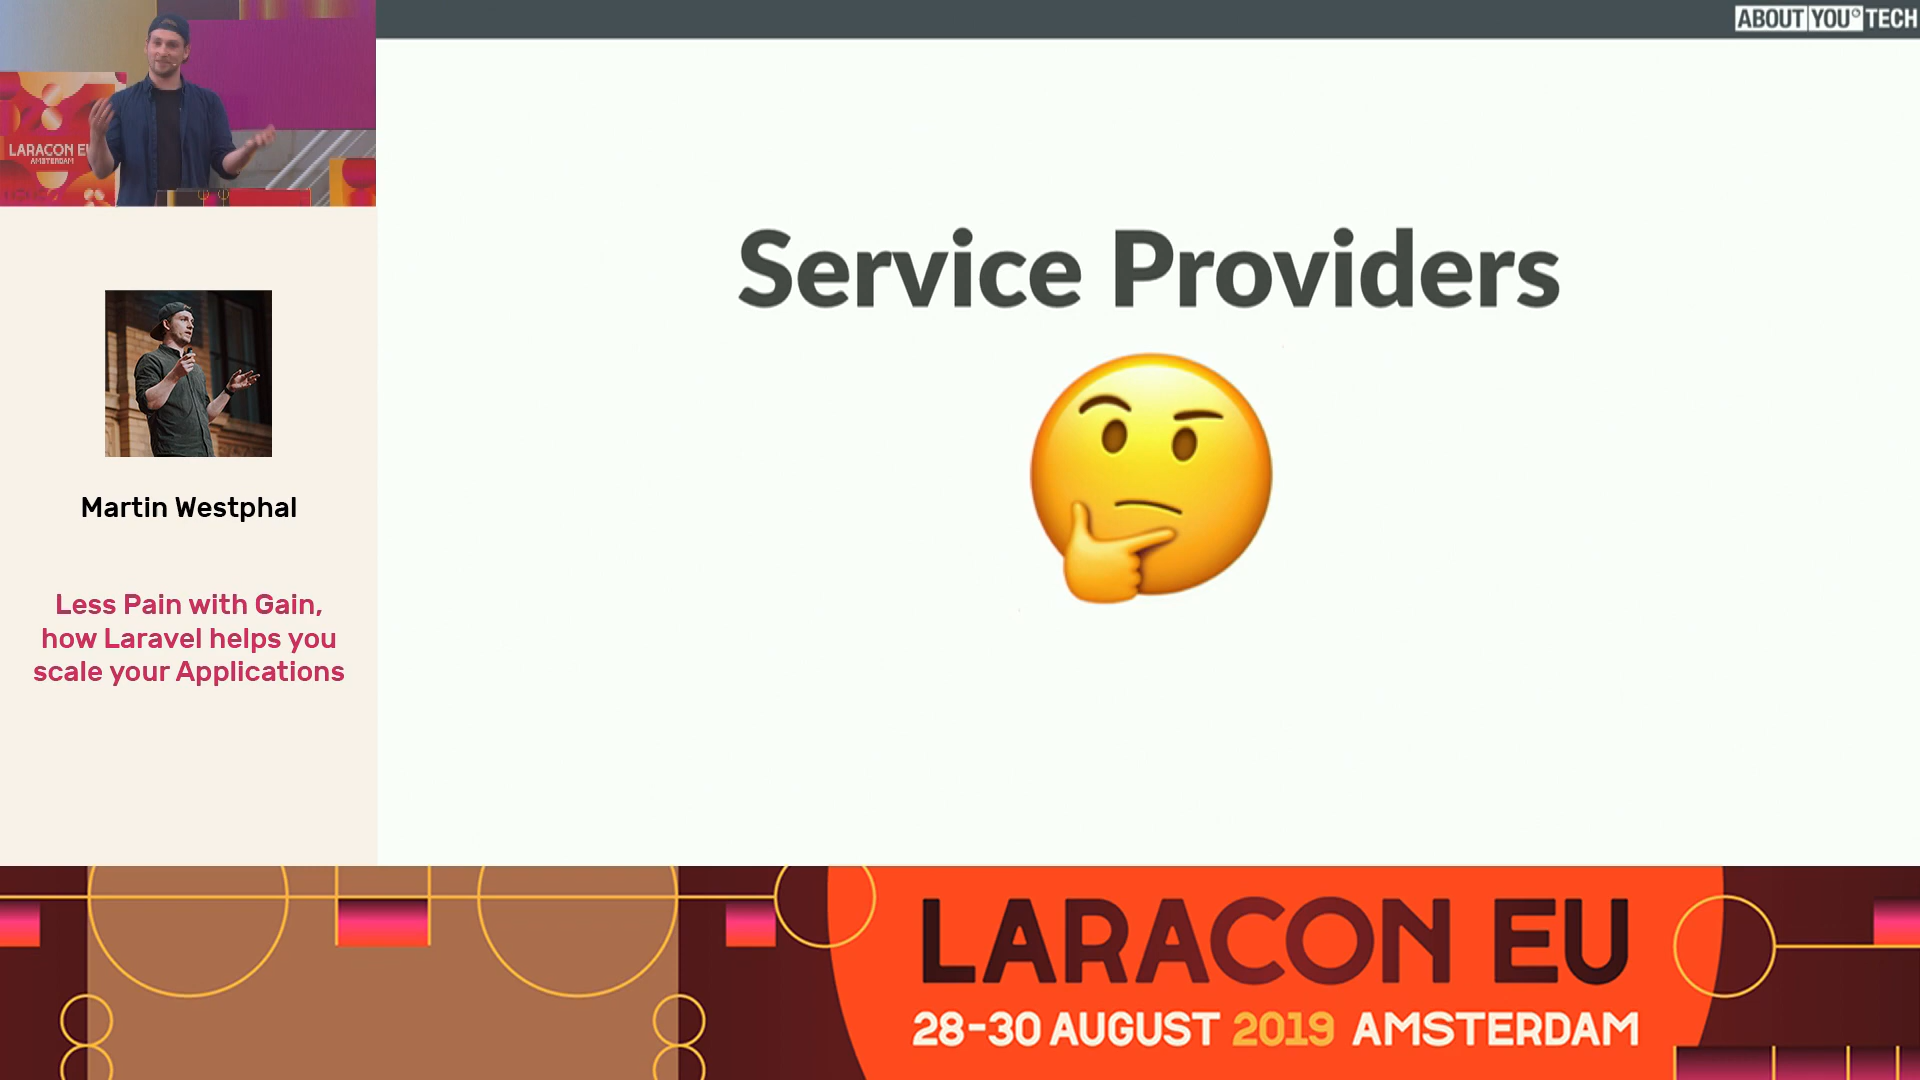 ABOUT YOU° TECH
LARACON EU
AMSTERDAM
Service Providers
Martin Westphal
Less Pain with Gain,
how Laravel helps you
scale your Applications
LARACON EU
28-30 AUGUST 2019 AMSTERDAM